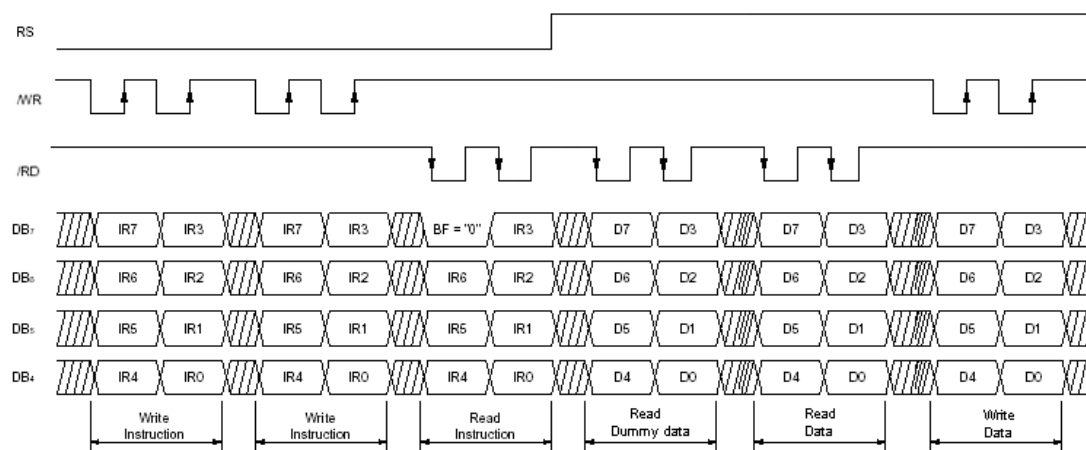 RS
/WR
/RD
DB₇ IR7 IR3 IR7 IR3 BF = "0" IR3 D7 D3 D7 D3 D7 D3
DB₆ IR6 IR2 IR6 IR2 IR6 IR2 D6 D2 D6 D2 D6 D2
DB₅ IR5 IR1 IR5 IR1 IR5 IR1 D5 D1 D5 D1 D5 D1
DB₄ IR4 IR0 IR4 IR0 IR4 IR0 D4 D0 D4 D0 D4 D0
Write
Instruction
Write
Instruction
Read
Instruction
Read
Dummy data
Read
Data
Write
Data